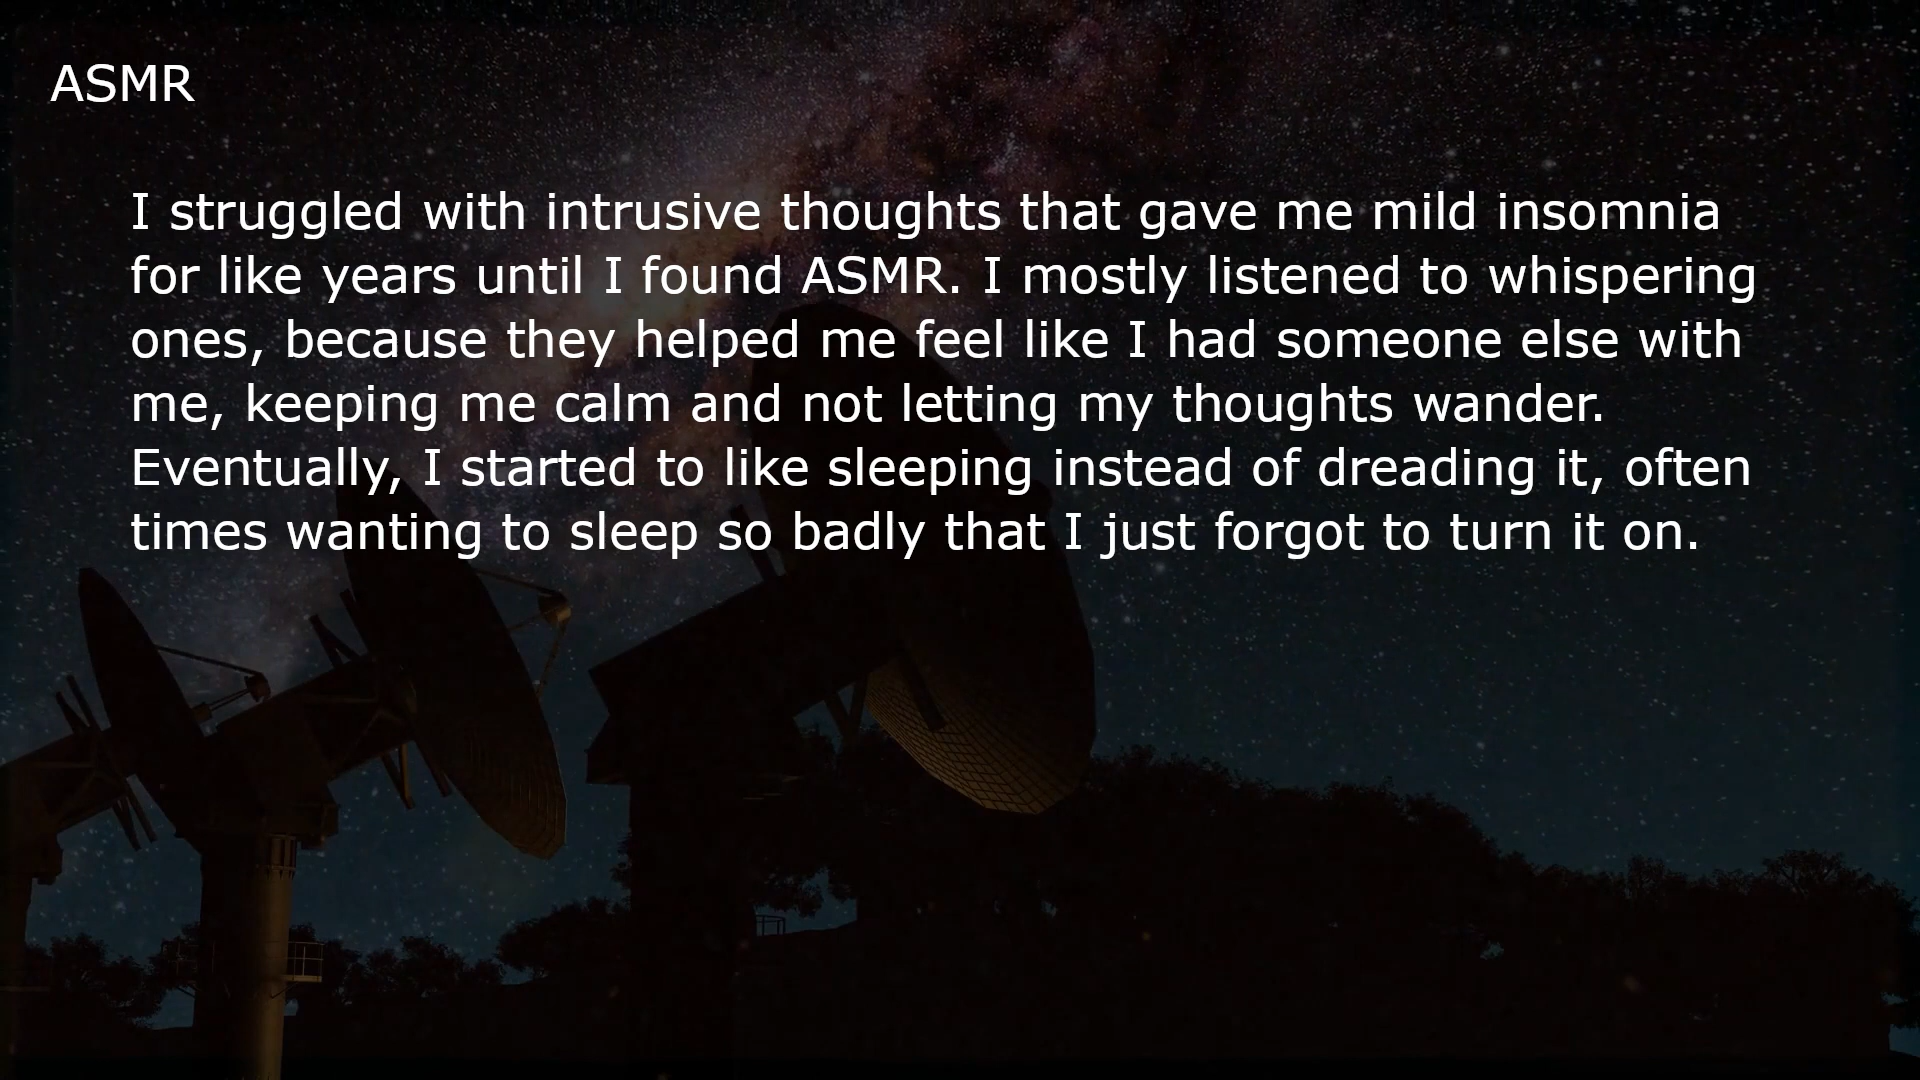 ASMR
I struggled with intrusive thoughts that gave me mild insomnia
for like years until I found ASMR. I mostly listened to whispering
ones, because they helped me feel like I had someone else with
me, keeping me calm and not letting my thoughts wander.
Eventually, I started to like sleeping instead of dreading it, often
times wanting to sleep so badly that I just forgot to turn it on.